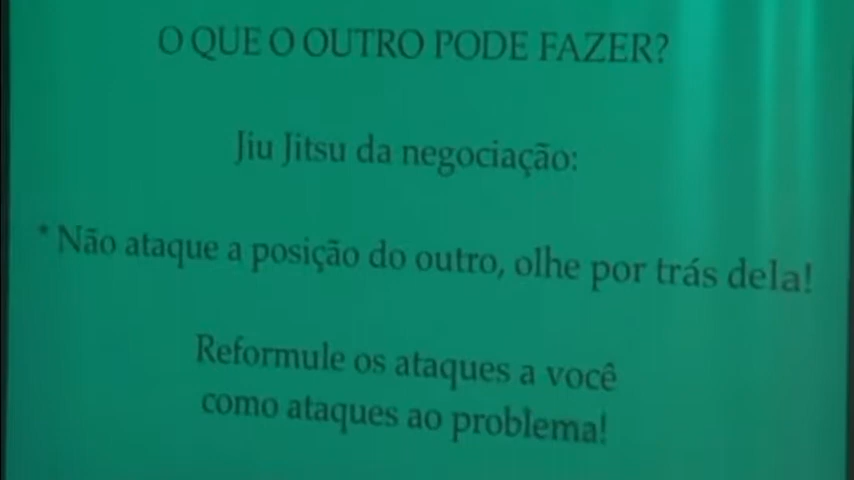 O QUE O OUTRO PODE FAZER?
Jiu Jitsu da negociação:
* Não ataque a posição do outro, olhe por trás dela!
Reformule os ataques a você
como ataques ao problema!